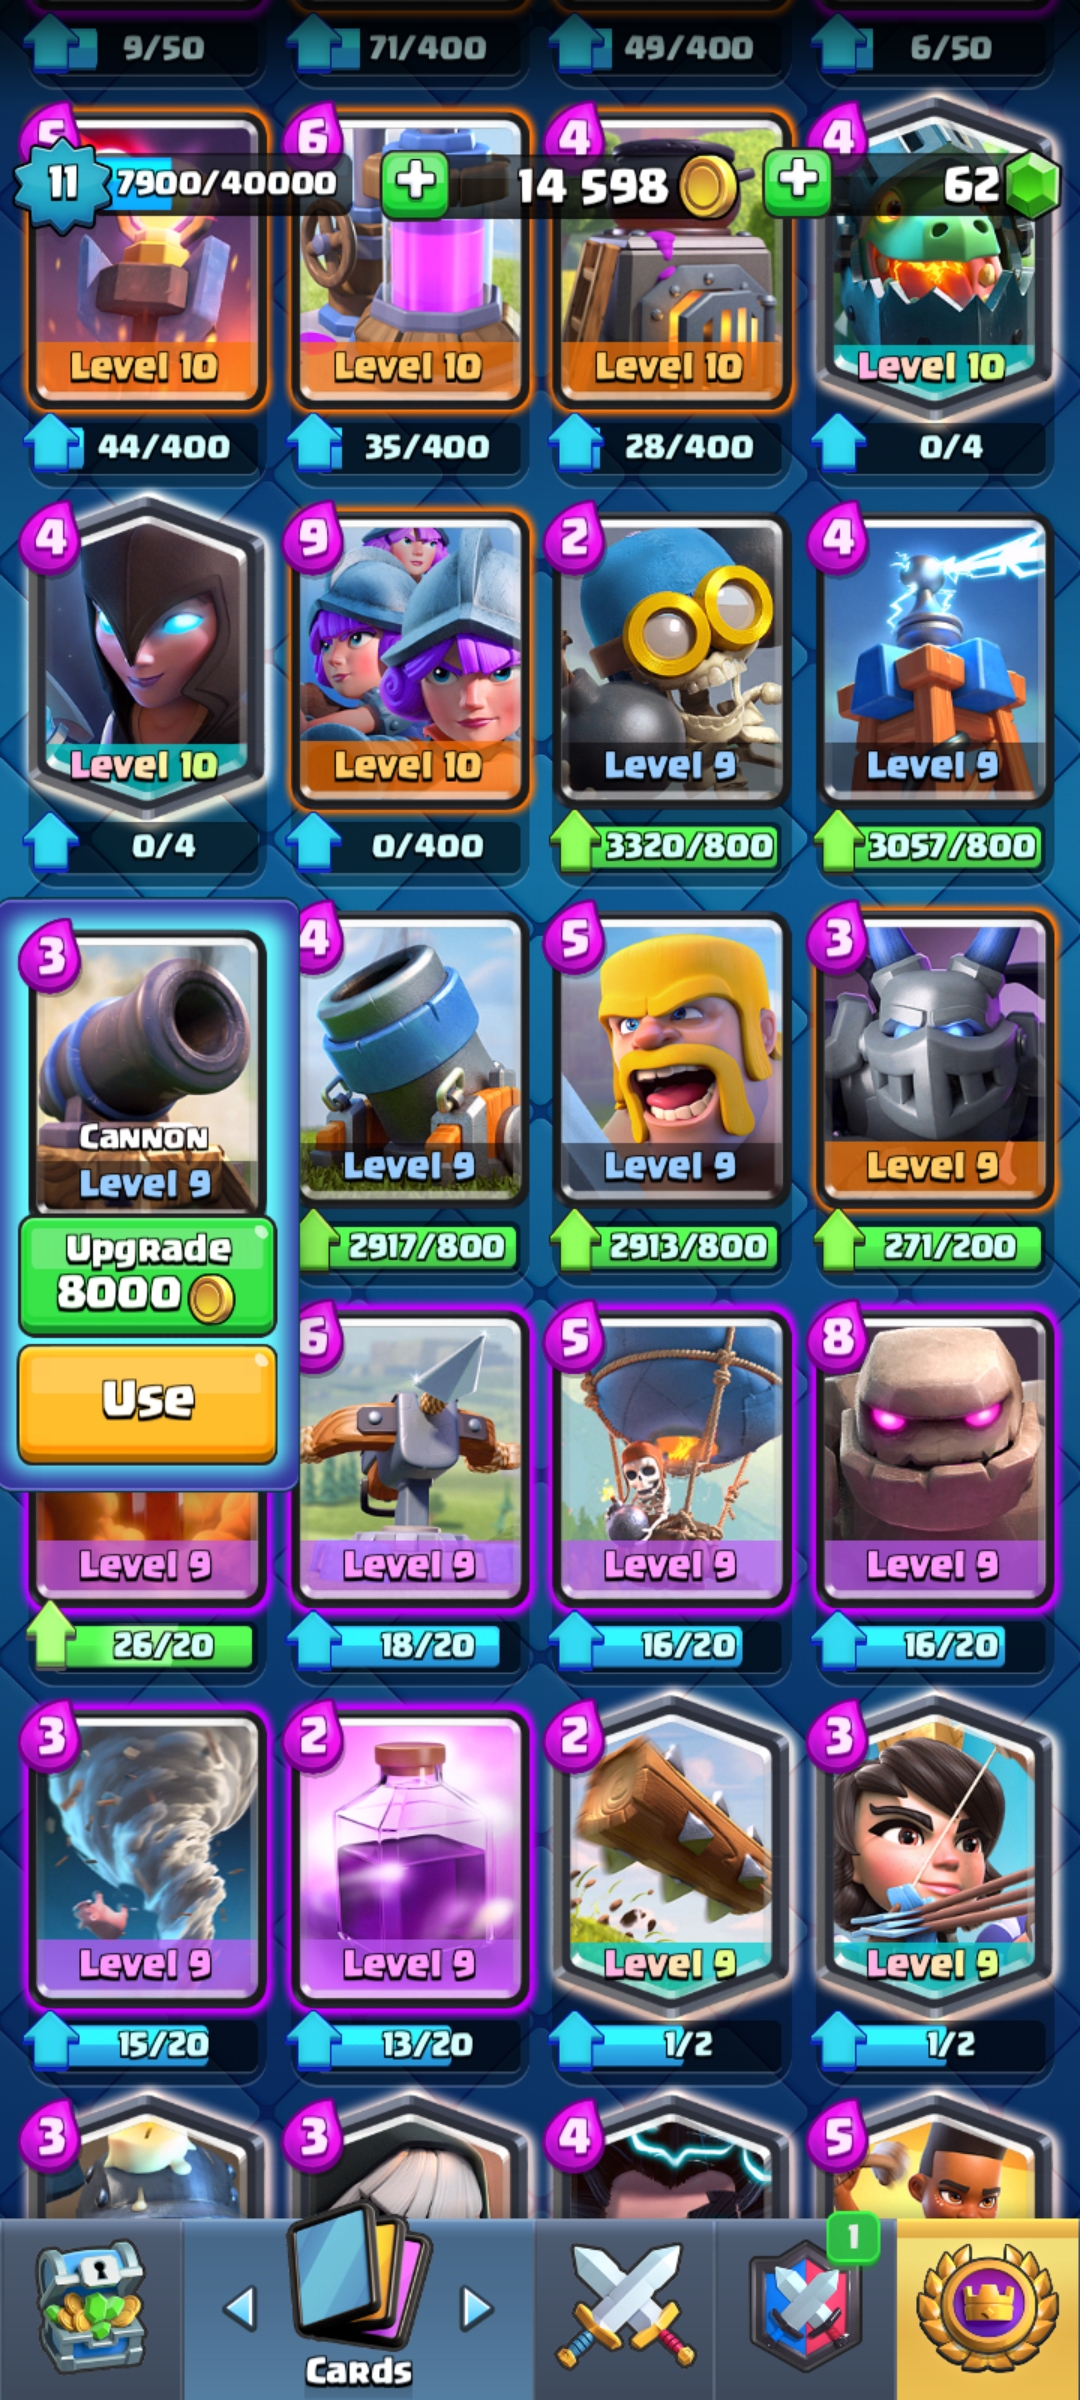 9/50 71/400 49/400 6/50
5 6 4 4
11 7900/40000 + 14 598 + 62
Level 10 Level 10 Level 10 Level 10
44/400 35/400 28/400 0/4
4 9 2 4
Level 10 Level 10 Level 9 Level 9
0/4 0/400 3320/800 3057/800
3 4 5 3
Cannon
Level 9 Level 9 Level 9 Level 9
Upgrade 2917/800 2913/800 271/200
8000
6 5 8
Use
Level 9 Level 9 Level 9 Level 9
26/20 18/20 16/20 16/20
3 2 2 3
Level 9 Level 9 Level 9 Level 9
15/20 13/20 1/2 1/2
3 3 4 5
1
Cards